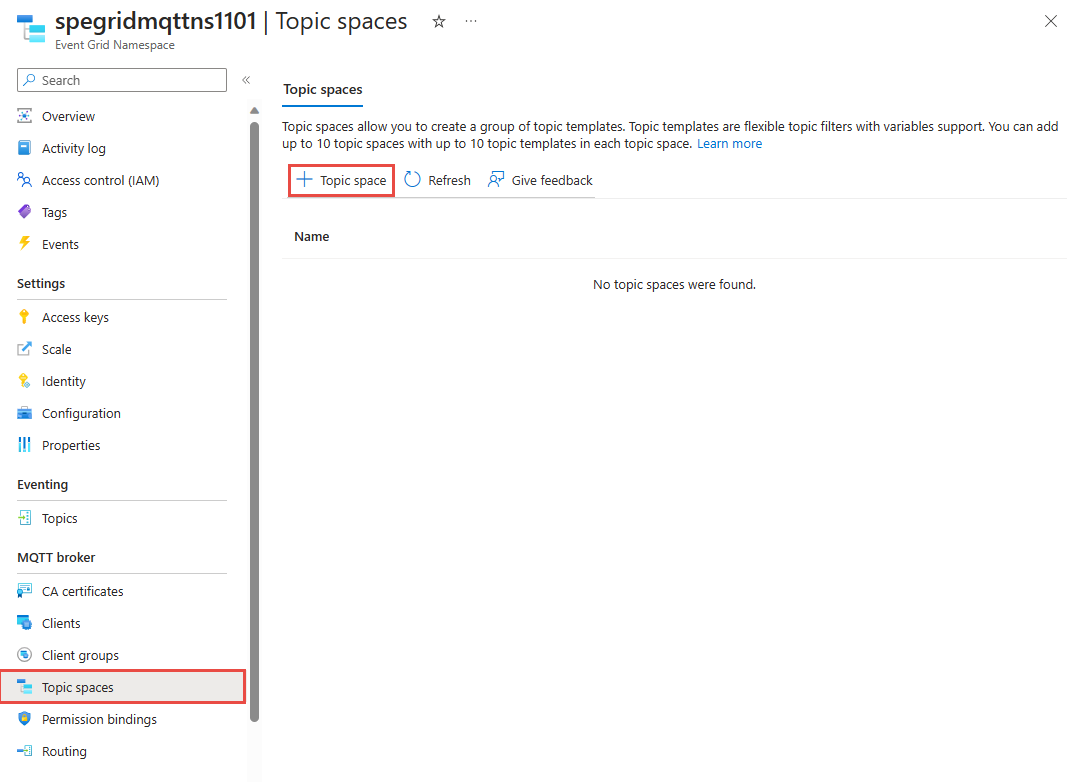 spegridmqttns1101 | Topic spaces
Event Grid Namespace
Search
Overview
Activity log
Access control (IAM)
Tags
Events
Settings
Access keys
Scale
Identity
Configuration
Properties
Eventing
Topics
MQTT broker
CA certificates
Clients
Client groups
Topic spaces
Permission bindings
Routing
Topic spaces
Topic spaces allow you to create a group of topic templates. Topic templates are flexible topic filters with variables support. You can add
up to 10 topic spaces with up to 10 topic templates in each topic space. Learn more
Topic space Refresh Give feedback
Name
No topic spaces were found.